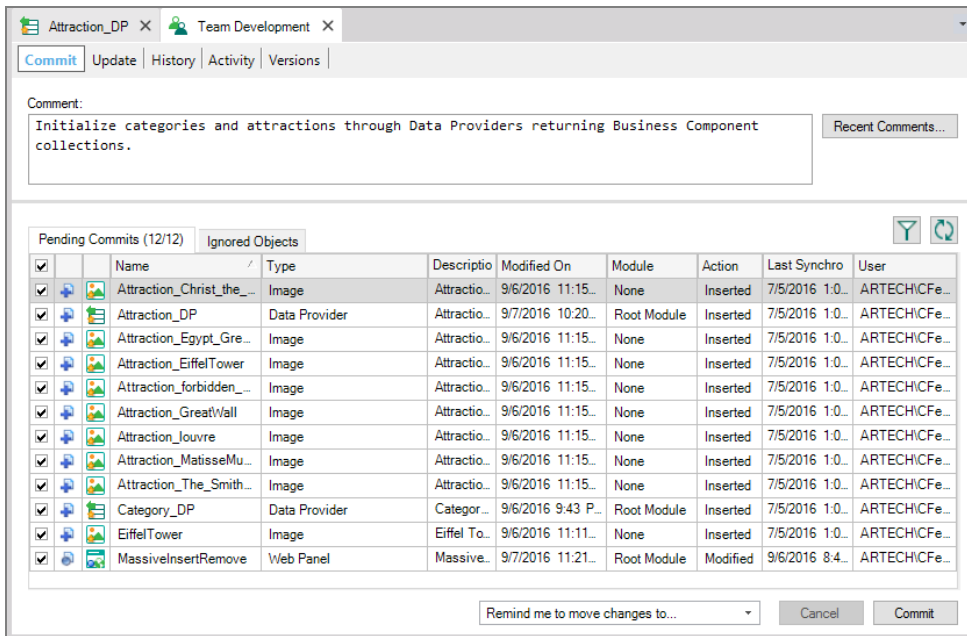 Attraction_DP X Team Development X
Commit Update History Activity Versions
Comment:
Initialize categories and attractions through Data Providers returning Business Component
collections.
Recent Comments...
Pending Commits (12/12) Ignored Objects
Name Type Descriptio Modified On Module Action Last Synchro User
Attraction_Christ_the_... Image Attractio... 9/6/2016 11:15... None Inserted 7/5/2016 1:0... ARTECH\CFe...
Attraction_DP Data Provider Attractio... 9/7/2016 10:20... Root Module Inserted 7/5/2016 1:0... ARTECH\CFe...
Attraction_Egypt_Gre... Image Attractio... 9/6/2016 11:15... None Inserted 7/5/2016 1:0... ARTECH\CFe...
Attraction_EiffelTower Image Attractio... 9/6/2016 11:15... None Inserted 7/5/2016 1:0... ARTECH\CFe...
Attraction_forbidden_... Image Attractio... 9/6/2016 11:15... None Inserted 7/5/2016 1:0... ARTECH\CFe...
Attraction_GreatWall Image Attractio... 9/6/2016 11:15... None Inserted 7/5/2016 1:0... ARTECH\CFe...
Attraction_louvre Image Attractio... 9/6/2016 11:15... None Inserted 7/5/2016 1:0... ARTECH\CFe...
Attraction_MatisseMu... Image Attractio... 9/6/2016 11:15... None Inserted 7/5/2016 1:0... ARTECH\CFe...
Attraction_The_Smith... Image Attractio... 9/6/2016 11:15... None Inserted 7/5/2016 1:0... ARTECH\CFe...
Category_DP Data Provider Categor... 9/6/2016 9:43 P... Root Module Inserted 7/5/2016 1:0... ARTECH\CFe...
EiffelTower Image Eiffel To... 9/6/2016 11:11... None Inserted 7/5/2016 1:0... ARTECH\CFe...
MassiveInsertRemove Web Panel Massive... 9/7/2016 11:21... Root Module Modified 9/6/2016 8:4... ARTECH\CFe...
Remind me to move changes to... Cancel Commit